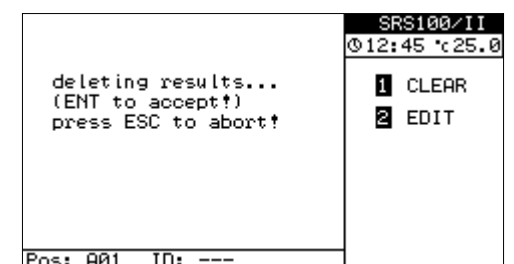 deleting results...
(ENT to accept!)
press ESC to abort!
Pos: A01 ID: ---
SRS100/II
12:45 °c25.0
1 CLEAR
2 EDIT